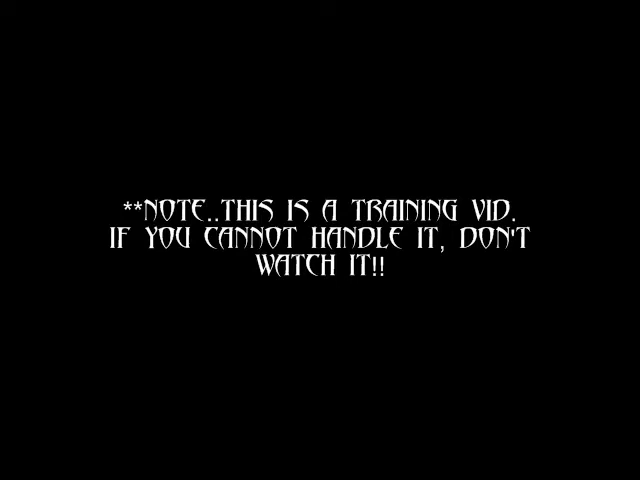 **NOTE..THIS IS A TRAINING VID.
IF YOU CANNOT HANDLE IT, DON'T
WATCH IT!!